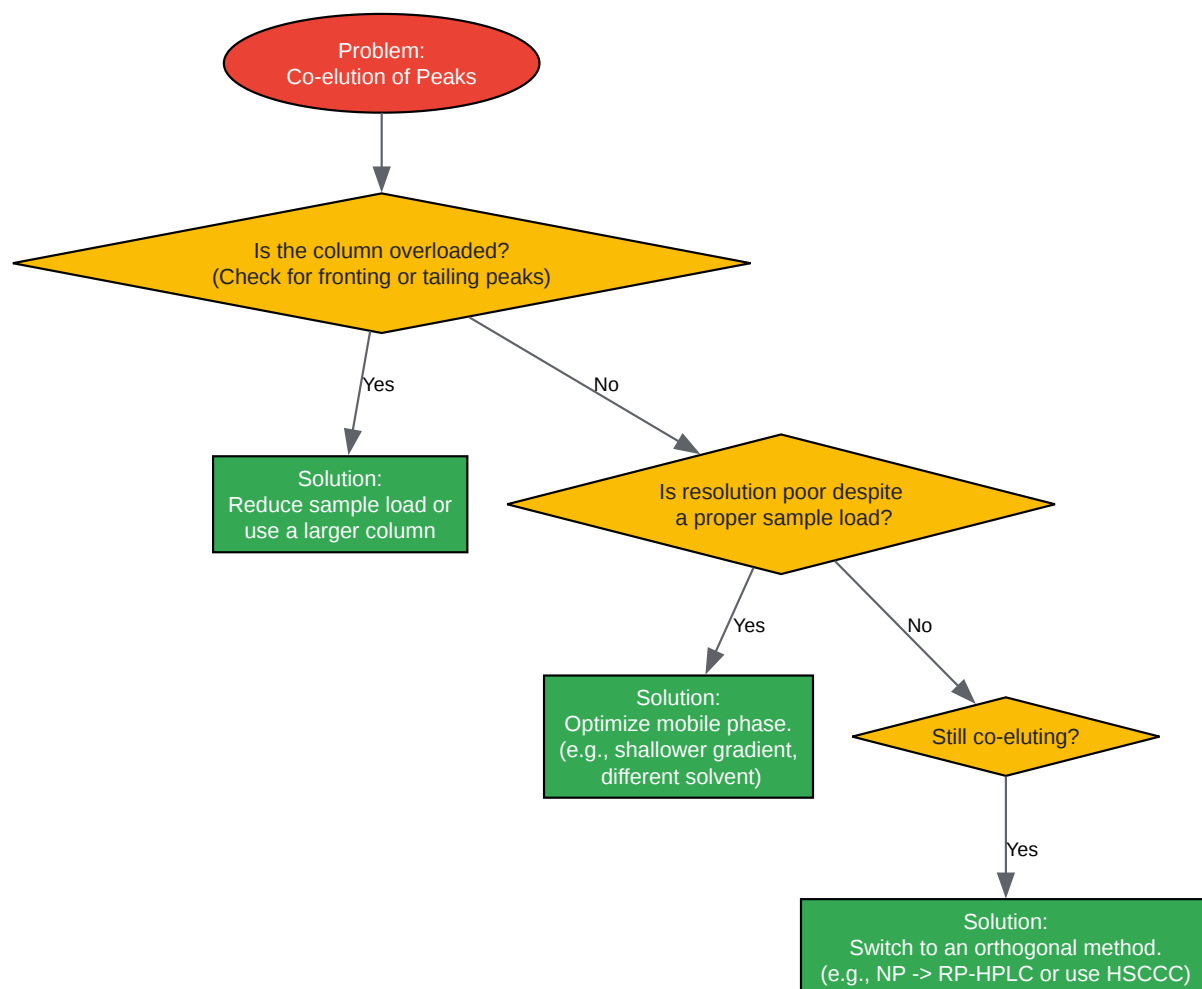 Problem:
Co-elution of Peaks
Is the column overloaded?
(Check for fronting or tailing peaks)
Yes
No
Solution:
Reduce sample load or
use a larger column
Is resolution poor despite
a proper sample load?
Yes
No
Solution:
Optimize mobile phase.
(e.g., shallower gradient,
different solvent)
Still co-eluting?
Yes
Solution:
Switch to an orthogonal method.
(e.g., NP -> RP-HPLC or use HSCCC)